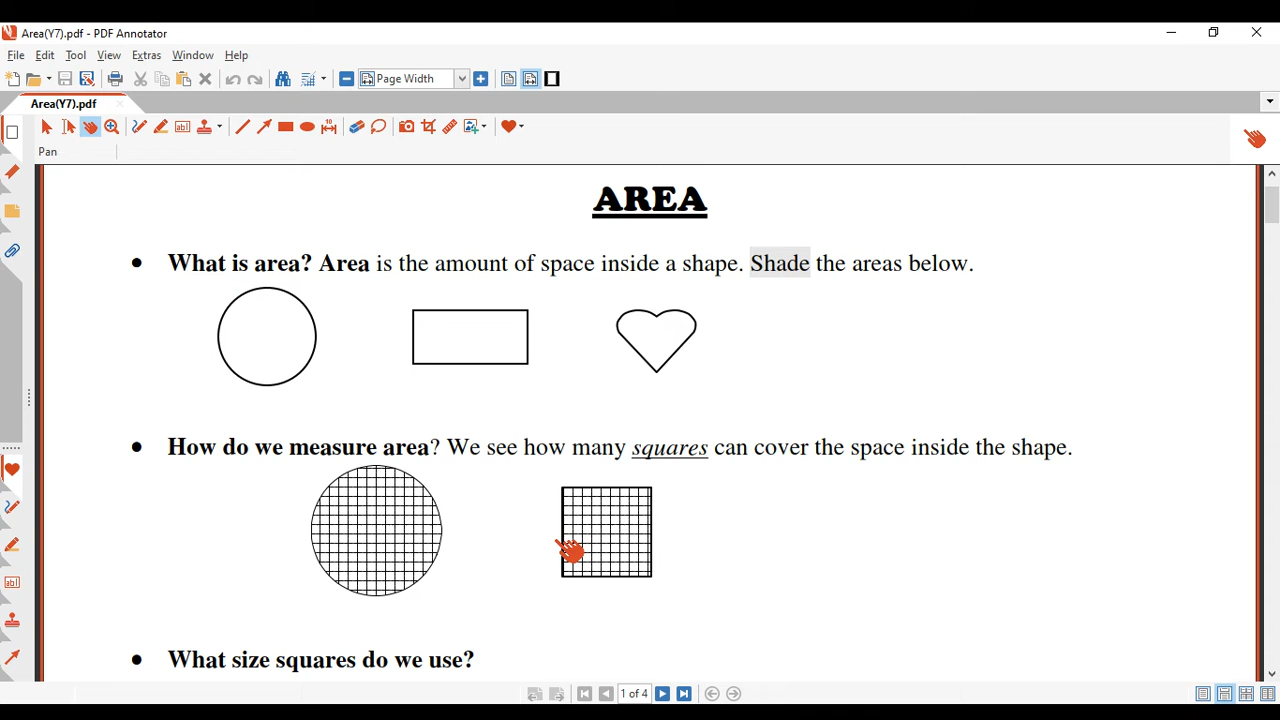 Area(Y7).pdf - PDF Annotator
File Edit Tool View Extras Window Help
Page Width
Area(Y7).pdf
Pan
AREA
• What is area? Area is the amount of space inside a shape. Shade the areas below.
• How do we measure area? We see how many squares can cover the space inside the shape.
• What size squares do we use?
1 of 4